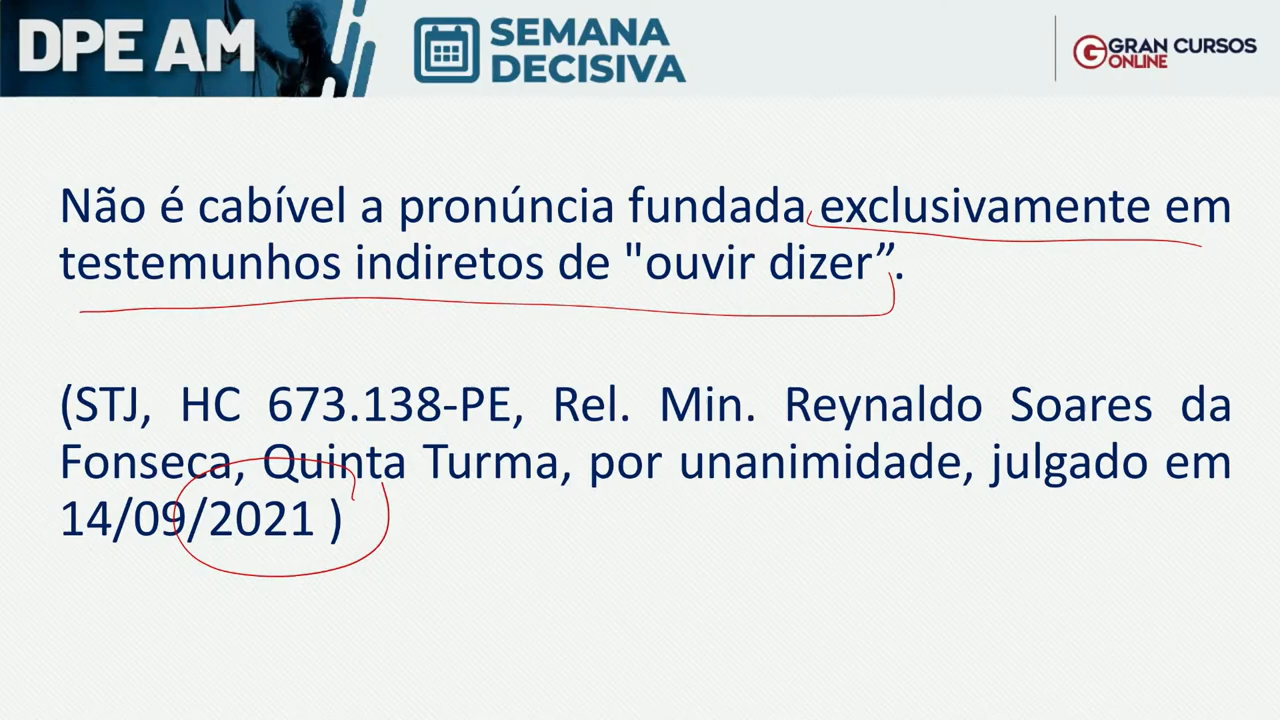 DPE AM
SEMANA
DECISIVA
GRAN CURSOS
ONLINE
Não é cabível a pronúncia fundada exclusivamente em
testemunhos indiretos de "ouvir dizer”.
(STJ, HC 673.138-PE, Rel. Min. Reynaldo Soares da
Fonseca, Quinta Turma, por unanimidade, julgado em
14/09/2021 )